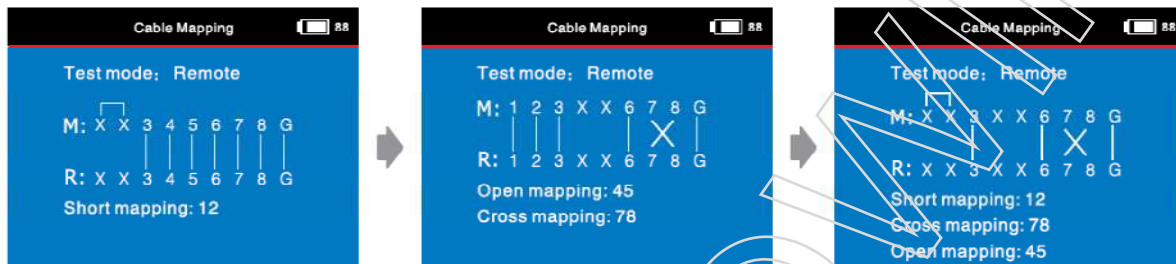 Cable Mapping 88
Test mode: Remote
M: X X 3 4 5 6 7 8 G
R: X X 3 4 5 6 7 8 G
Short mapping: 12
Cable Mapping 88
Test mode: Remote
M: 1 2 3 X X 6 7 8 G
R: 1 2 3 X X 6 7 8 G
Open mapping: 45
Cross mapping: 78
Cable Mapping 88
Test mode: Remote
M: X X 3 X X 6 7 8 G
R: X X 3 X X 6 7 8 G
Short mapping: 12
Cross mapping: 78
Open mapping: 45